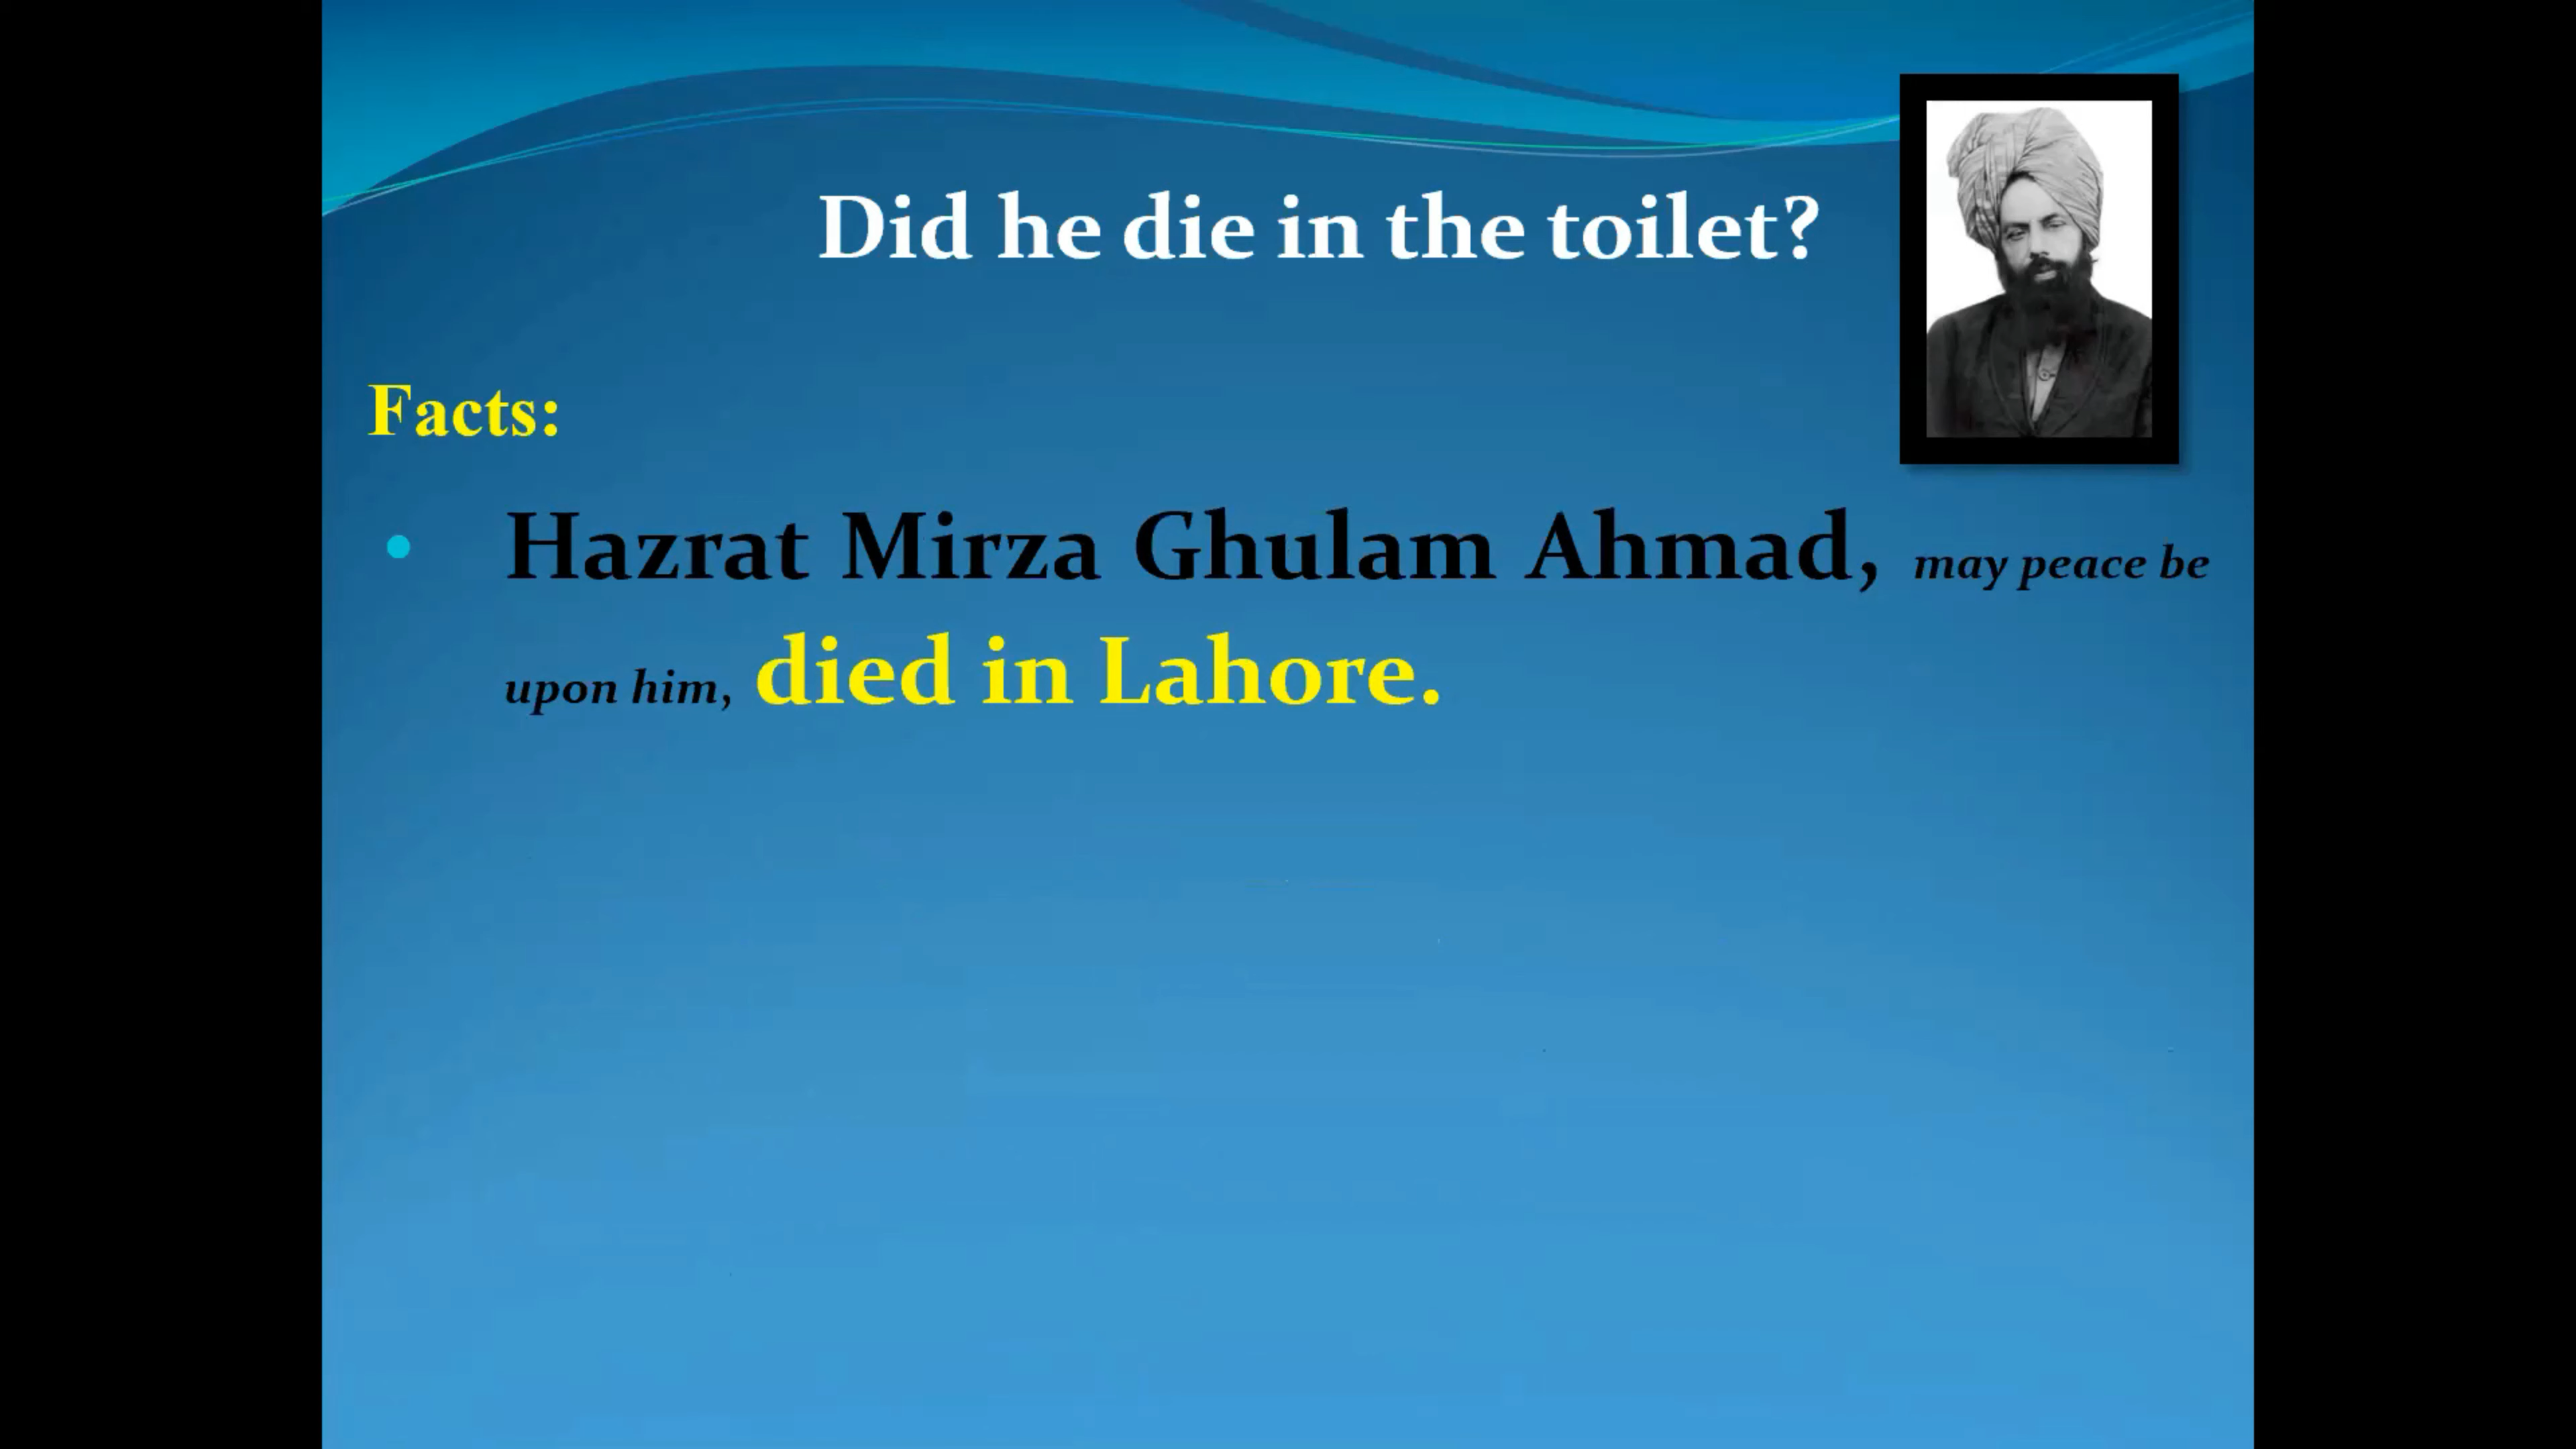 Did he die in the toilet?
Facts:
• Hazrat Mirza Ghulam Ahmad, may peace be
upon him, died in Lahore.